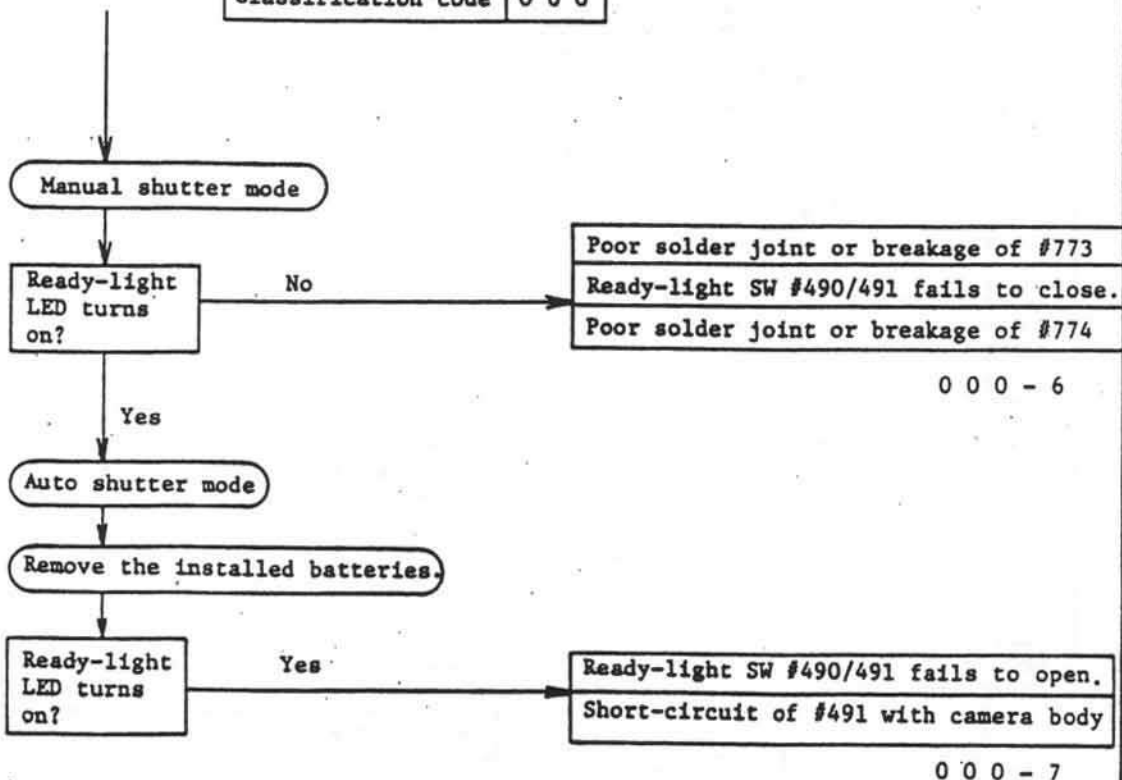 Classification code 0 0 0
Manual shutter mode
Ready-light
LED turns
on?
No
Poor solder joint or breakage of #773
Ready-light SW #490/491 fails to close.
Poor solder joint or breakage of #774
0 0 0 - 6
Yes
Auto shutter mode
Remove the installed batteries.
Ready-light
LED turns
on?
Yes
Ready-light SW #490/491 fails to open.
Short-circuit of #491 with camera body
0 0 0 - 7